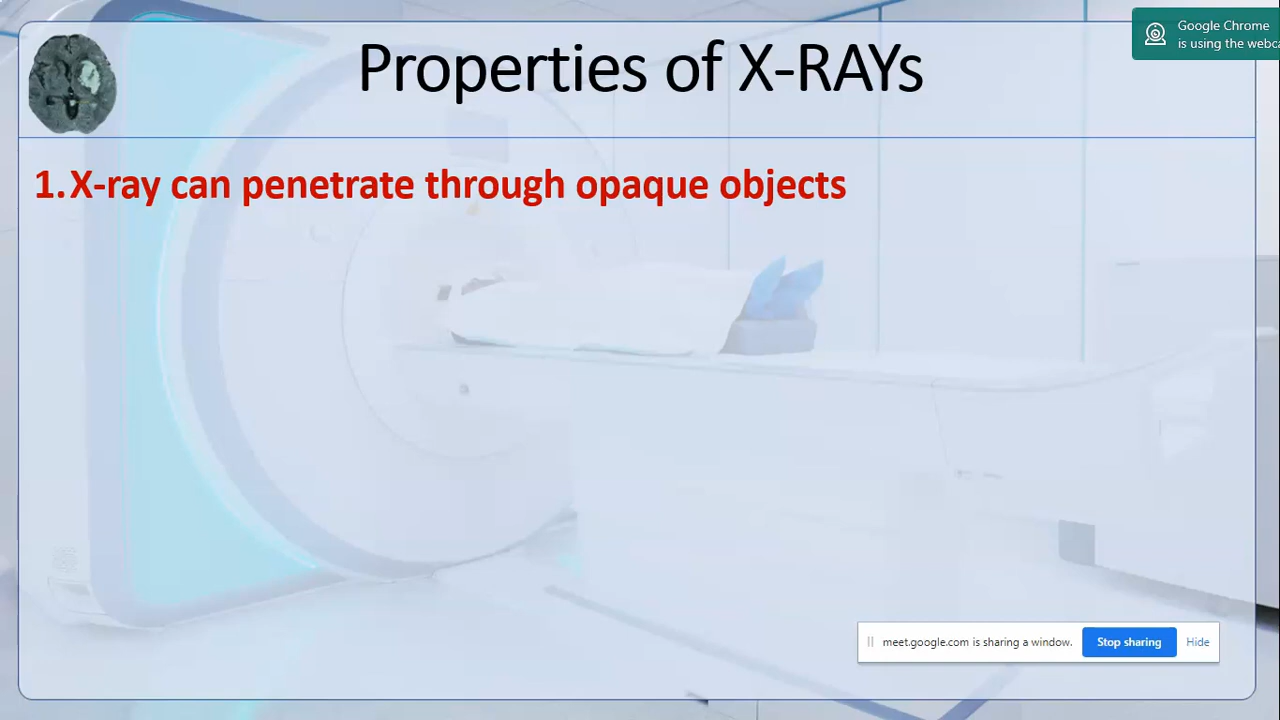 Google Chrome
is using the webca
Properties of X-RAYs
1. X-ray can penetrate through opaque objects
meet.google.com is sharing a window. Stop sharing Hide